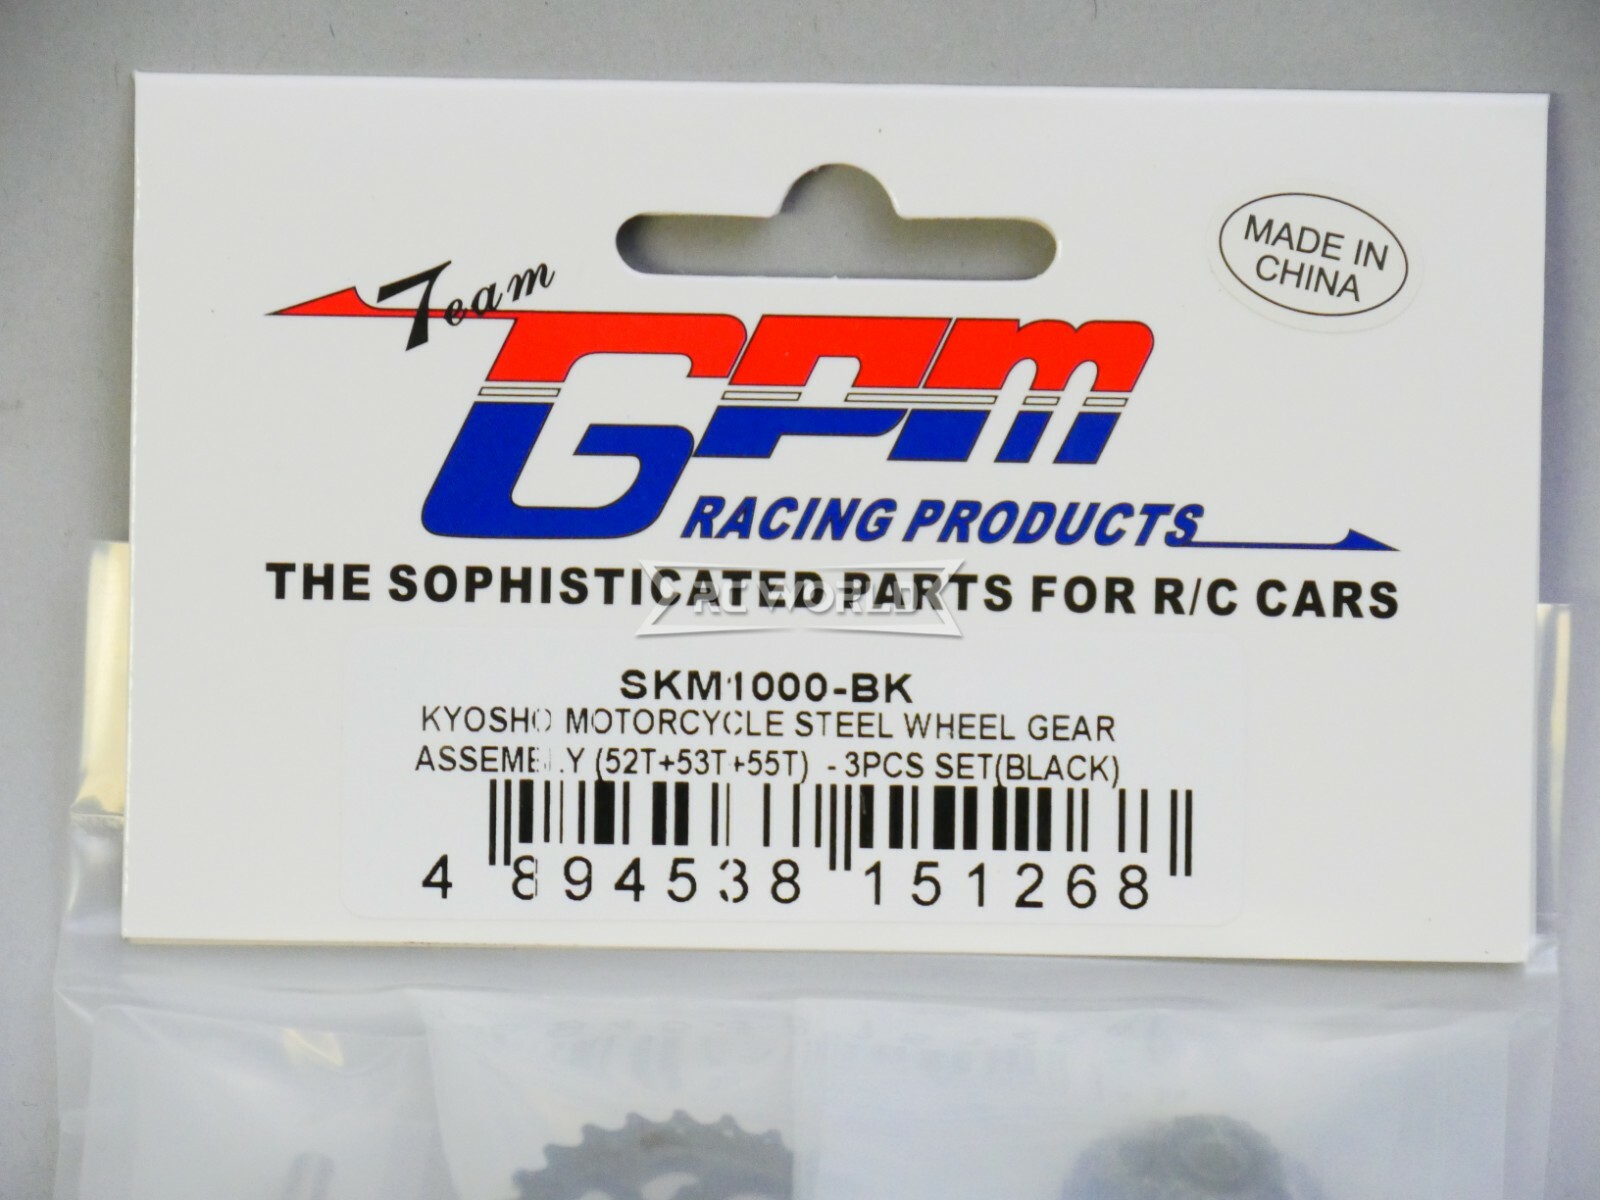 MADE IN
CHINA
Team
GPM
RACING PRODUCTS
THE SOPHISTICATED PARTS FOR R/C CARS
RC WORLD
SKM1000-BK
KYOSHO MOTORCYCLE STEEL WHEEL GEAR
ASSEMBLY (52T+53T+55T) - 3PCS SET(BLACK)
4 894538 151268